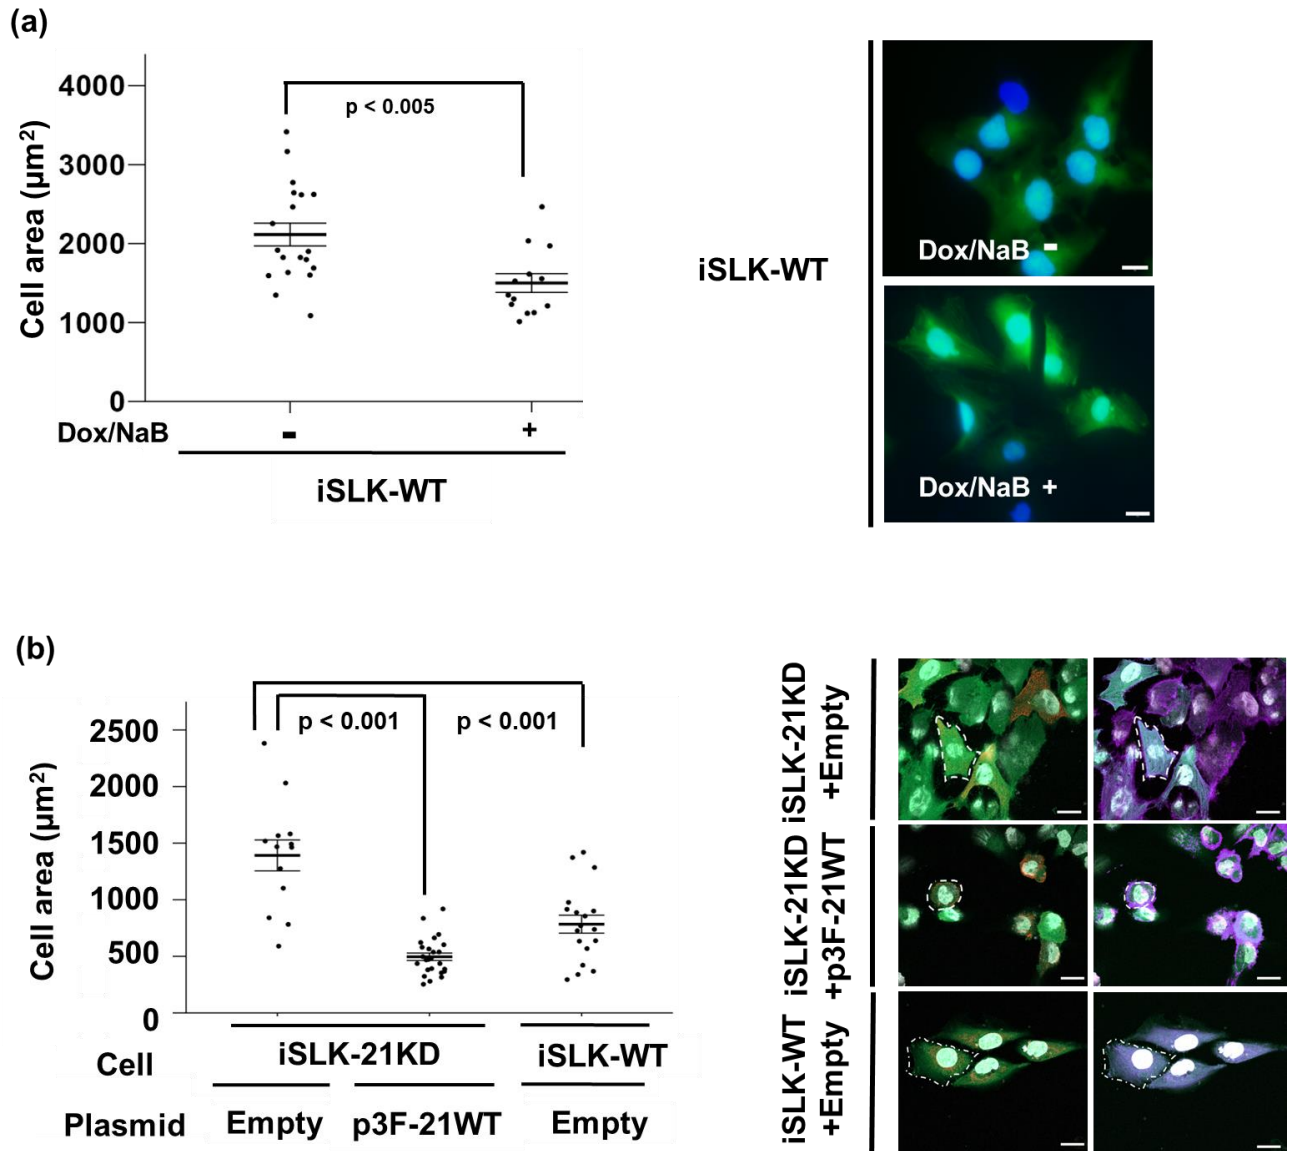 (a)
4000
3000
2000
1000
0
Cell area (µm²)
p < 0.005
Dox/NaB
-
+
iSLK-WT
iSLK-WT
Dox/NaB -
Dox/NaB +
(b)
2500
2000
1500
1000
500
0
Cell area (µm²)
p < 0.001
p < 0.001
Cell
iSLK-21KD
iSLK-WT
Plasmid
Empty
p3F-21WT
Empty
iSLK-21KD
+Empty
iSLK-21KD
+p3F-21WT
iSLK-WT
+Empty